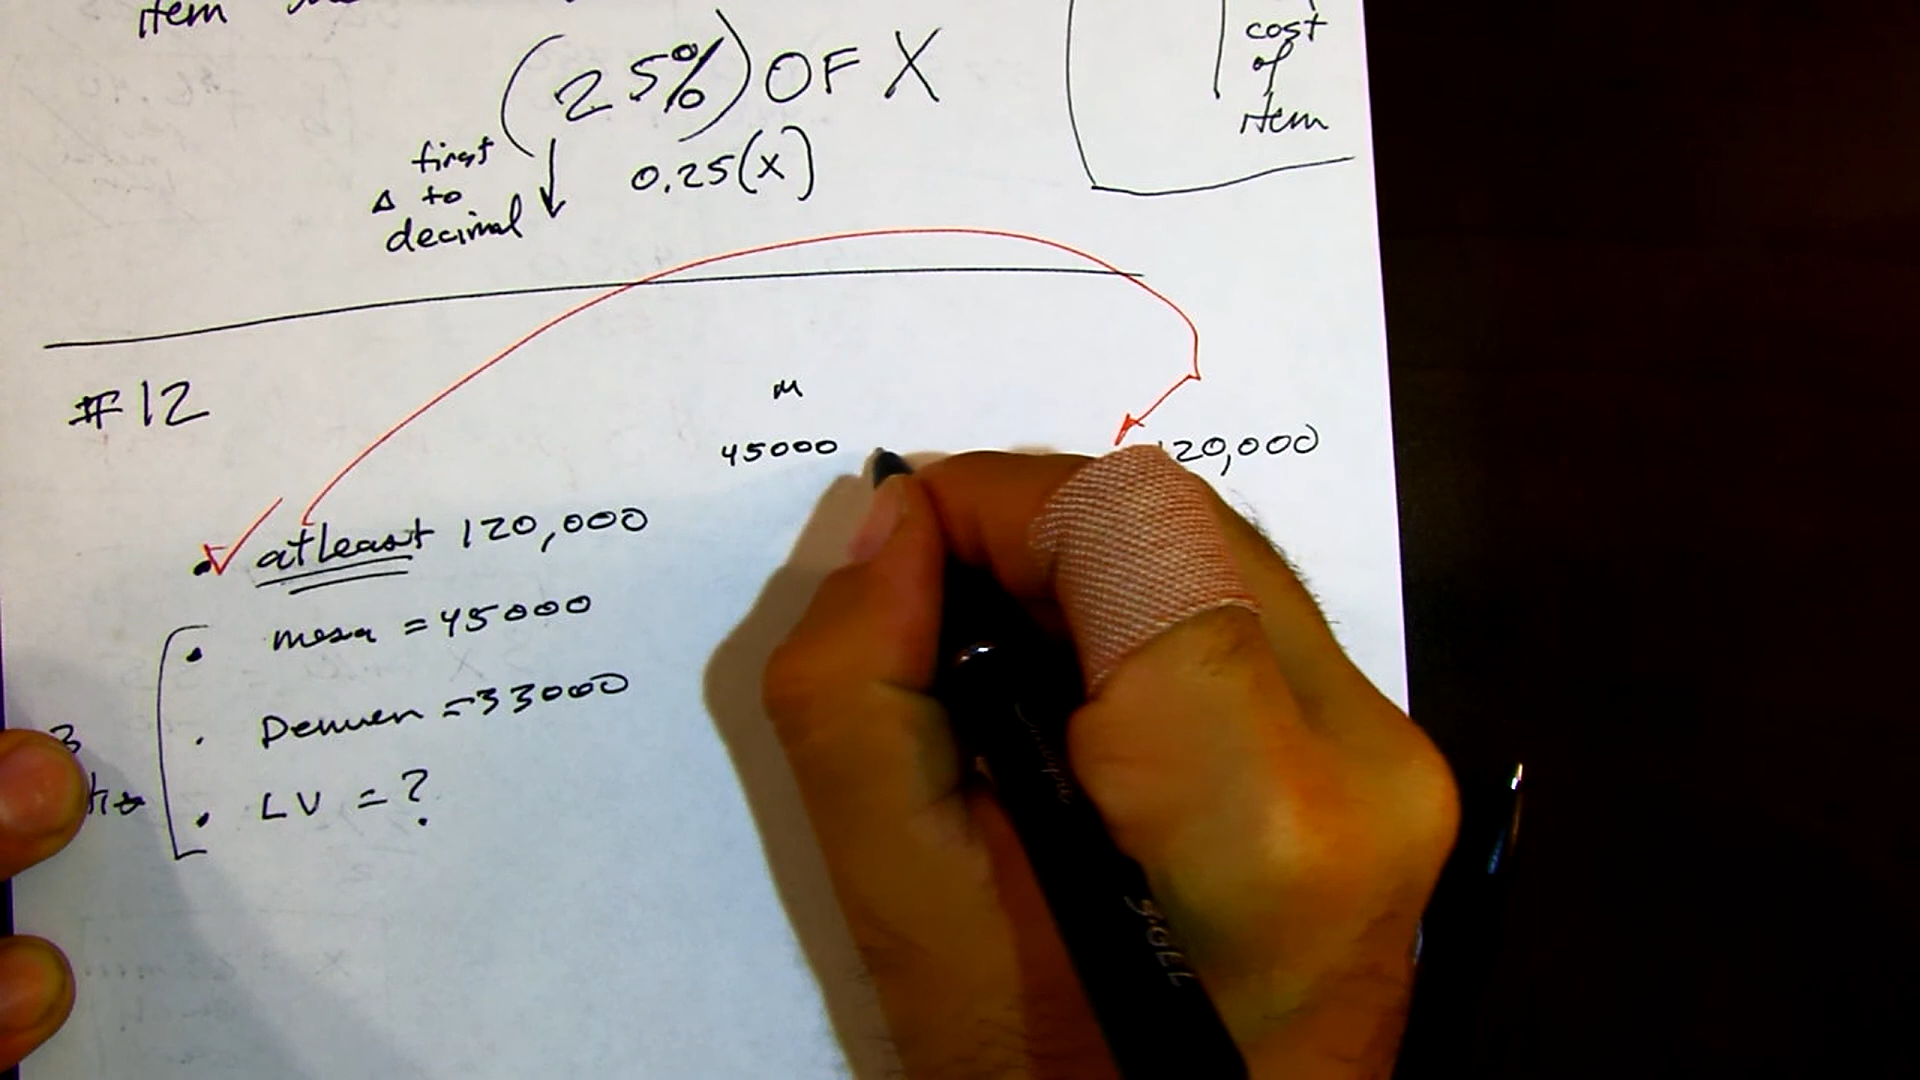 item
(25%) OF X
first
Δ to
decimal
0.25(x)
cost
of
item
#12
M
45000
120,000
atleast 120,000
mesa = 45000
Denver = 33000
LV = ?
3